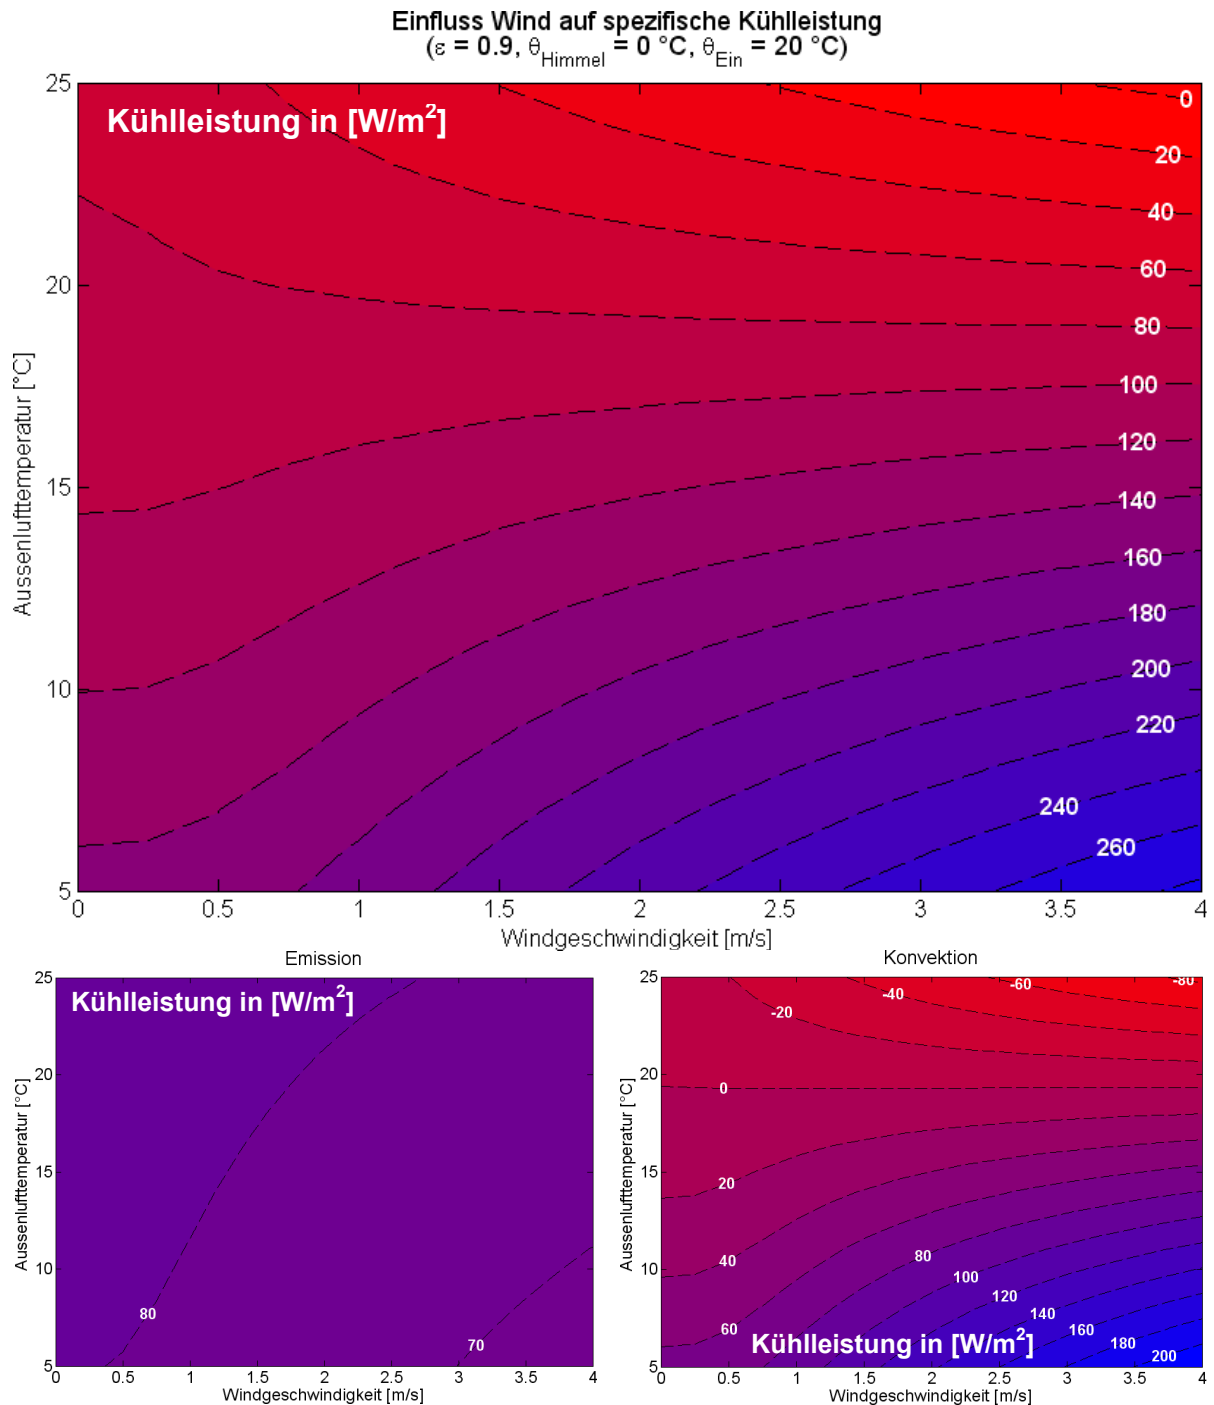 Einfluss Wind auf spezifische Kühlleistung
(ε = 0.9, θHimmel = 0 °C, θEin = 20 °C)
Kühlleistung in [W/m²]
25
20
15
10
5
Aussenlufttemperatur [°C]
0
20
40
60
80
100
120
140
160
180
200
220
240
260
0 0.5 1 1.5 2 2.5 3 3.5 4
Windgeschwindigkeit [m/s]
Emission
Kühlleistung in [W/m²]
25
20
15
10
5
Aussenlufttemperatur [°C]
80
70
0 0.5 1 1.5 2 2.5 3 3.5 4
Windgeschwindigkeit [m/s]
Konvektion
25
20
15
10
5
Aussenlufttemperatur [°C]
-80
-60
-40
-20
0
20
40
60
80
100
120
140
160
180
200
Kühlleistung in [W/m²]
0 0.5 1 1.5 2 2.5 3 3.5 4
Windgeschwindigkeit [m/s]